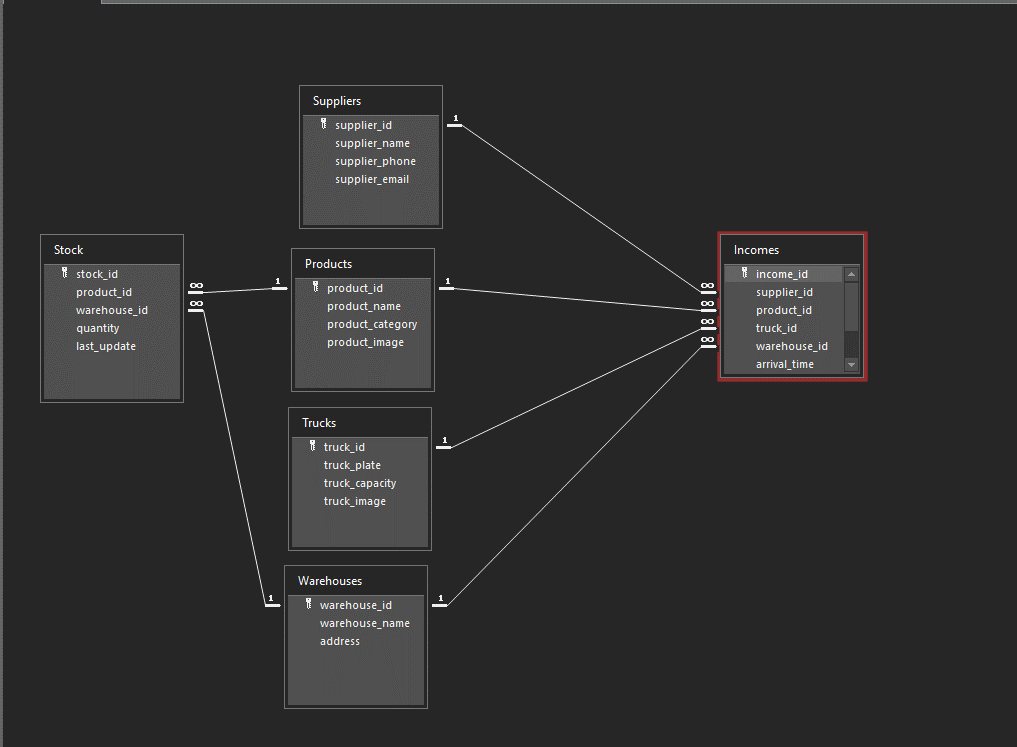 Suppliers
supplier_id
supplier_name
supplier_phone
supplier_email
1
Stock
stock_id
product_id
warehouse_id
quantity
last_update
∞
∞
1
Products
product_id
product_name
product_category
product_image
1
Incomes
income_id
supplier_id
product_id
truck_id
warehouse_id
arrival_time
∞
∞
∞
∞
Trucks
truck_id
truck_plate
truck_capacity
truck_image
1
1
Warehouses
warehouse_id
warehouse_name
address
1